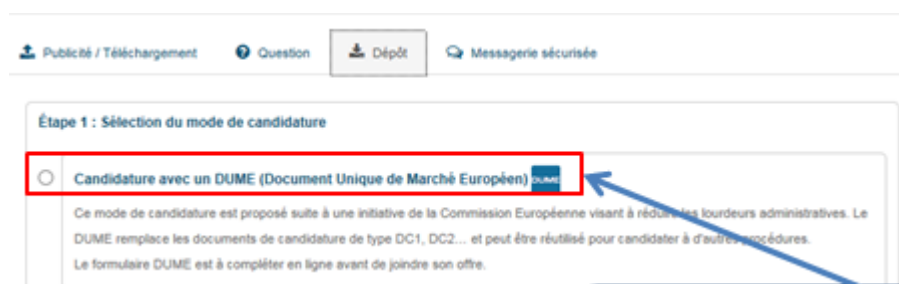 Publicité / Téléchargement Question Dépôt Messagerie sécurisée
Étape 1 : Sélection du mode de candidature
Candidature avec un DUME (Document Unique de Marché Européen) DUME
Ce mode de candidature est proposé suite à une initiative de la Commission Européenne visant à réduire les lourdeurs administratives. Le
DUME remplace les documents de candidature de type DC1, DC2... et peut être réutilisé pour candidater à d'autres procédures.
Le formulaire DUME est à compléter en ligne avant de joindre son offre.